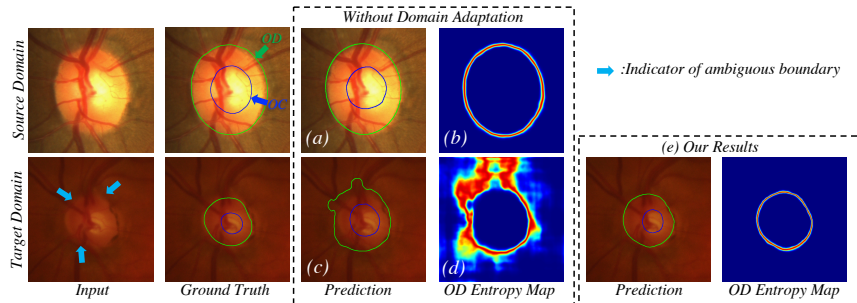 Without Domain Adaptation
Source Domain
OD
OC
(a)
(b)
:Indicator of ambiguous boundary
(e) Our Results
Target Domain
(c)
(d)
Input
Ground Truth
Prediction
OD Entropy Map
Prediction
OD Entropy Map